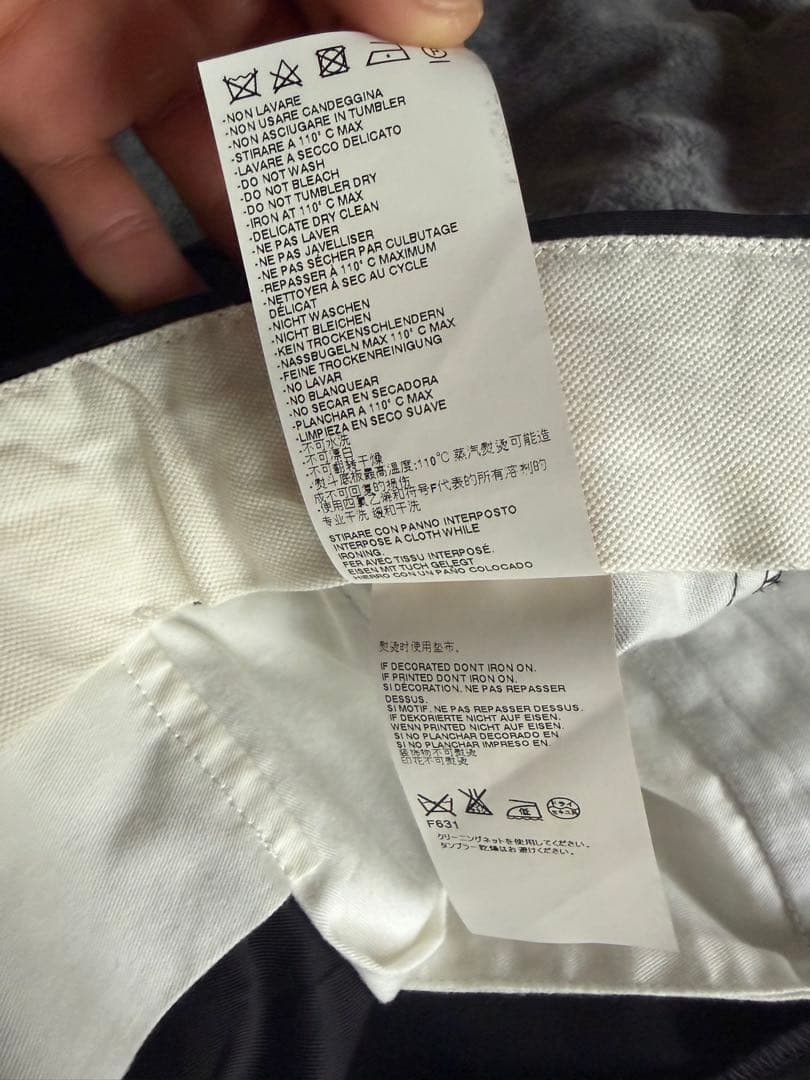 -NON LAVARE
-NON USARE CANDEGGINA
-NON ASCIUGARE IN TUMBLER
-STIRARE A 110° C MAX
-LAVARE A SECCO DELICATO
-DO NOT WASH
-DO NOT BLEACH
-DO NOT TUMBLER DRY
-IRON AT 110° C MAX
-DELICATE DRY CLEAN
-NE PAS LAVER
-NE PAS JAVELLISER
-NE PAS SÉCHER PAR CULBUTAGE
-REPASSER À 110° C MAXIMUM
-NETTOYER À SEC AU CYCLE
DÉLICAT
-NICHT WASCHEN
-NICHT BLEICHEN
-KEIN TROCKENSCHLENDERN
-NASSBUGELN MAX 110° C MAX
-FEINE TROCKENREINIGUNG
-NO LAVAR
-NO BLANQUEAR
-NO SECAR EN SECADORA
-PLANCHAR A 110° C MAX
-LIMPIEZA EN SECO SUAVE
-不可水洗
-不可漂白
-不可翻转干燥
-熨斗底板最高温度:110°C 蒸汽熨烫可能造
成不可回复的损伤
-使用四氯乙烯和符号F代表的所有溶剂的
专业干洗 缓和干洗
STIRARE CON PANNO INTERPOSTO
INTERPOSE A CLOTH WHILE
IRONING.
FER AVEC TISSU INTERPOSÉ.
EISEN MIT TUCH GELEGT
HIERRO CON UN PAÑO COLOCADO
熨烫时使用垫布。
IF DECORATED DON'T IRON ON.
IF PRINTED DON'T IRON ON.
SI DÉCORATION. NE PAS REPASSER
DESSUS.
SI MOTIF. NE PAS REPASSER DESSUS.
IF DEKORIERTE NICHT AUF EISEN.
WENN PRINTED NICHT AUF EISEN.
SI NO PLANCHAR DECORADO EN
SI NO PLANCHAR IMPRESO EN
装饰物不可熨烫
印花不可熨烫
低 ドライ
F631
クリーニングネットを使用してください。
タンブラー乾燥はお避けください。